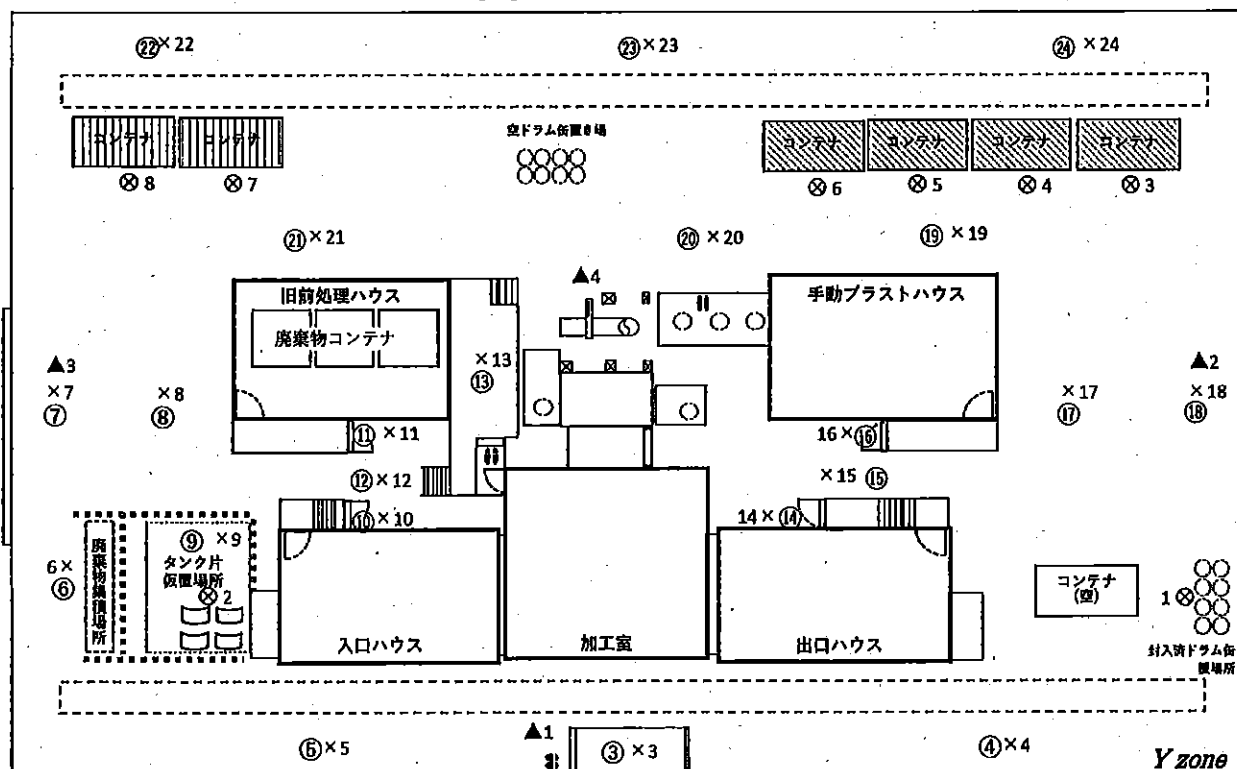 ㉒×22
㉓×23
㉔×24
コンテナ
コンテナ
空ドラム缶置き場
コンテナ
コンテナ
コンテナ
コンテナ
⊗8
⊗7
⊗6
⊗5
⊗4
⊗3
㉑×21
⑳×20
⑲×19
▲4
旧前処理ハウス
廃棄物コンテナ
手動ブラストハウス
▲3
×7
⑦
×8
⑧
×13
⑬
×17
⑰
▲2
×18
⑱
⑪×11
16×⑯
⑫×12
×15 ⑮
⑩×10
14×⑭
6×
⑥
廃棄物集積場所
⑨ ×9
タンク片
仮置場所
⊗2
入口ハウス
加工室
出口ハウス
コンテナ
(空)
1⊗
封入済ドラム缶
置場所
▲1
×5
③×3
④×4
Y zone